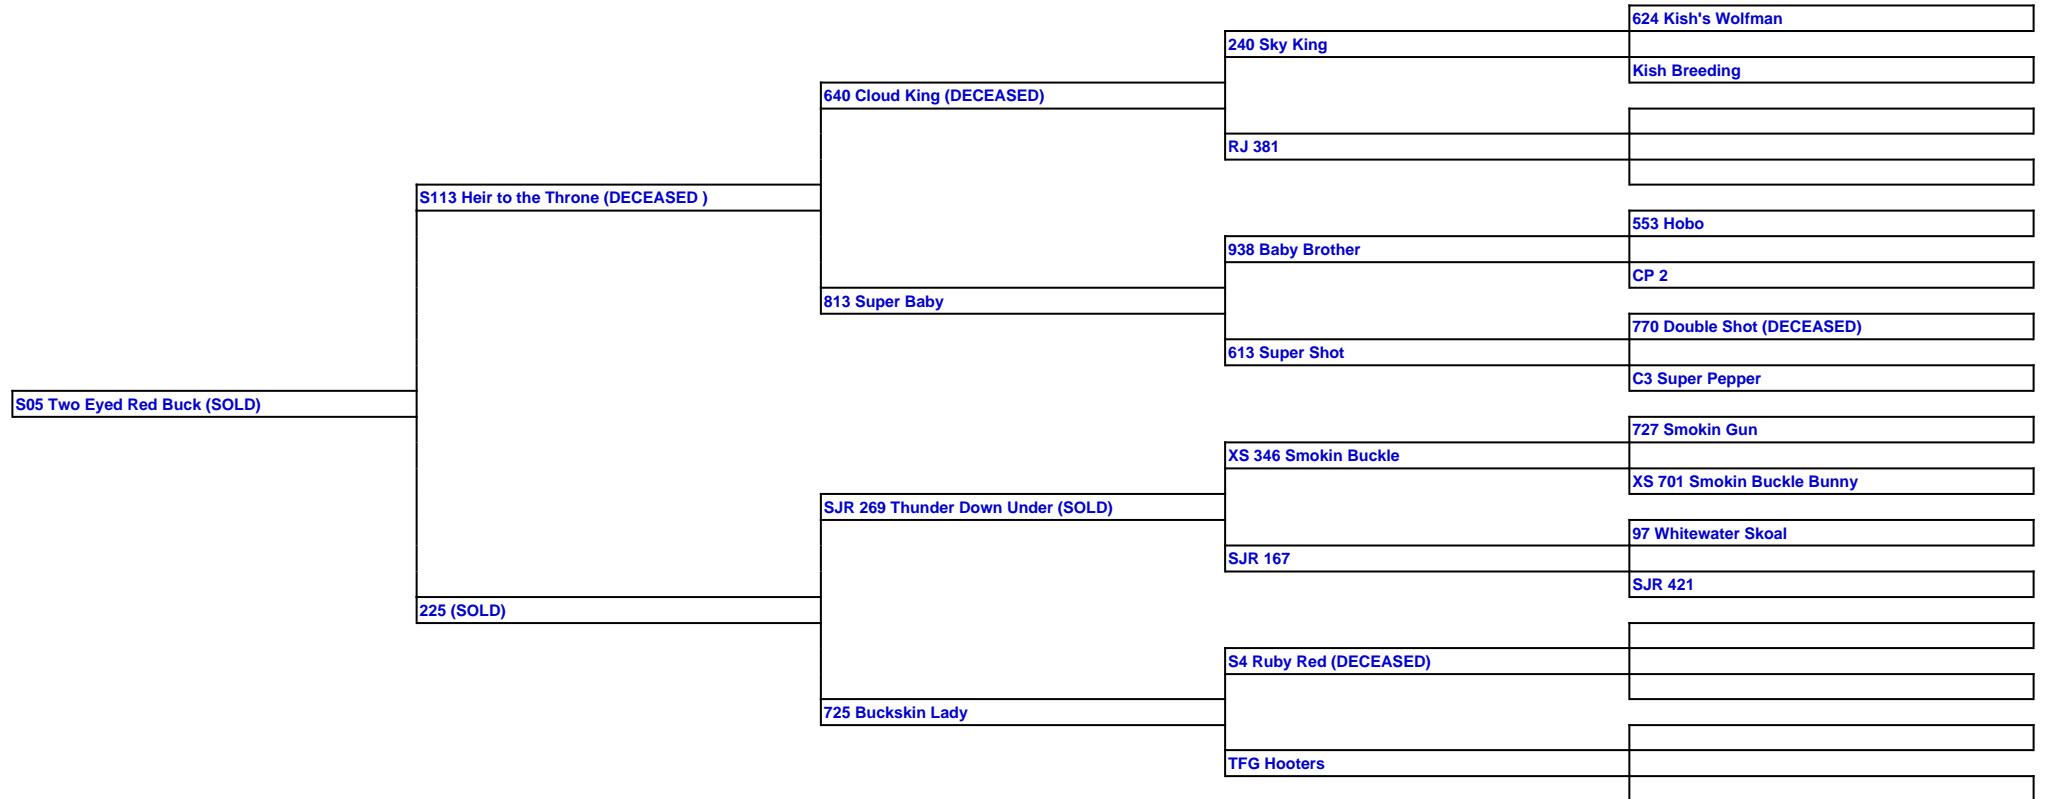 624 Kish's Wolfman
240 Sky King
Kish Breeding
640 Cloud King (DECEASED)
RJ 381
S113 Heir to the Throne (DECEASED )
553 Hobo
938 Baby Brother
CP 2
813 Super Baby
770 Double Shot (DECEASED)
613 Super Shot
C3 Super Pepper
S05 Two Eyed Red Buck (SOLD)
727 Smokin Gun
XS 346 Smokin Buckle
XS 701 Smokin Buckle Bunny
SJR 269 Thunder Down Under (SOLD)
97 Whitewater Skoal
SJR 167
SJR 421
225 (SOLD)
S4 Ruby Red (DECEASED)
725 Buckskin Lady
TFG Hooters